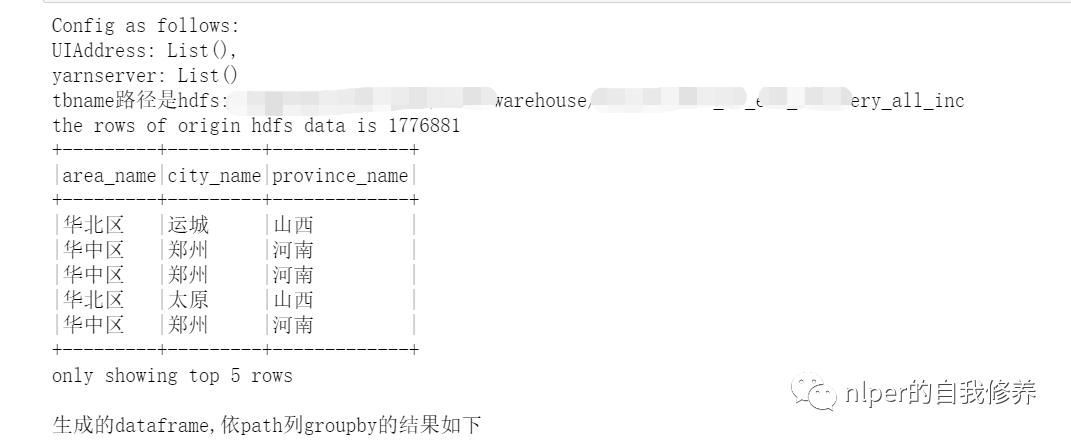 Config as follows:
UIAddress: List(),
yarnserver: List()
tbname路径是hdfs: warehouse/ ery_all_inc
the rows of origin hdfs data is 1776881
+---------+---------+-------------+
|area_name|city_name|province_name|
+---------+---------+-------------+
|华北区 |运城 |山西 |
|华中区 |郑州 |河南 |
|华中区 |郑州 |河南 |
|华北区 |太原 |山西 |
|华中区 |郑州 |河南 |
+---------+---------+-------------+
only showing top 5 rows
nlper的自我修养
生成的dataframe,依path列groupby的结果如下